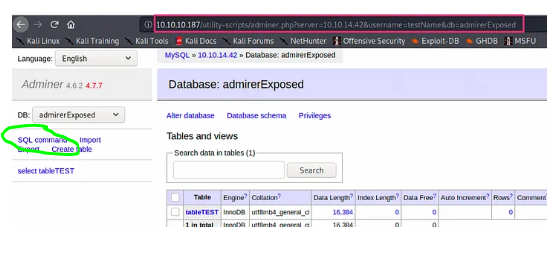 10.10.10.187/utility-scripts/adminer.php?server=10.10.14.42&username=testName&db=admirerExposed
Kali Linux Kali Training Kali Tools Kali Docs Kali Forums NetHunter Offensive Security Exploit-DB GHDB MSFU
Language: English
MySQL » 10.10.14.42 » Database: admirerExposed
Adminer 4.6.2 4.7.7
Database: admirerExposed
DB: admirerExposed
Alter database Database schema Privileges
SQL command Import
Export Create table
Tables and views
Search data in tables (1)
select tableTEST
Search
Table Engine? Collation? Data Length? Index Length? Data Free? Auto Increment? Rows? Comment
tableTEST InnoDB utf8mb4_general_ci 16,384 0 0 0
1 in total InnoDB utf8mb4_general_ci 16,384 0 0